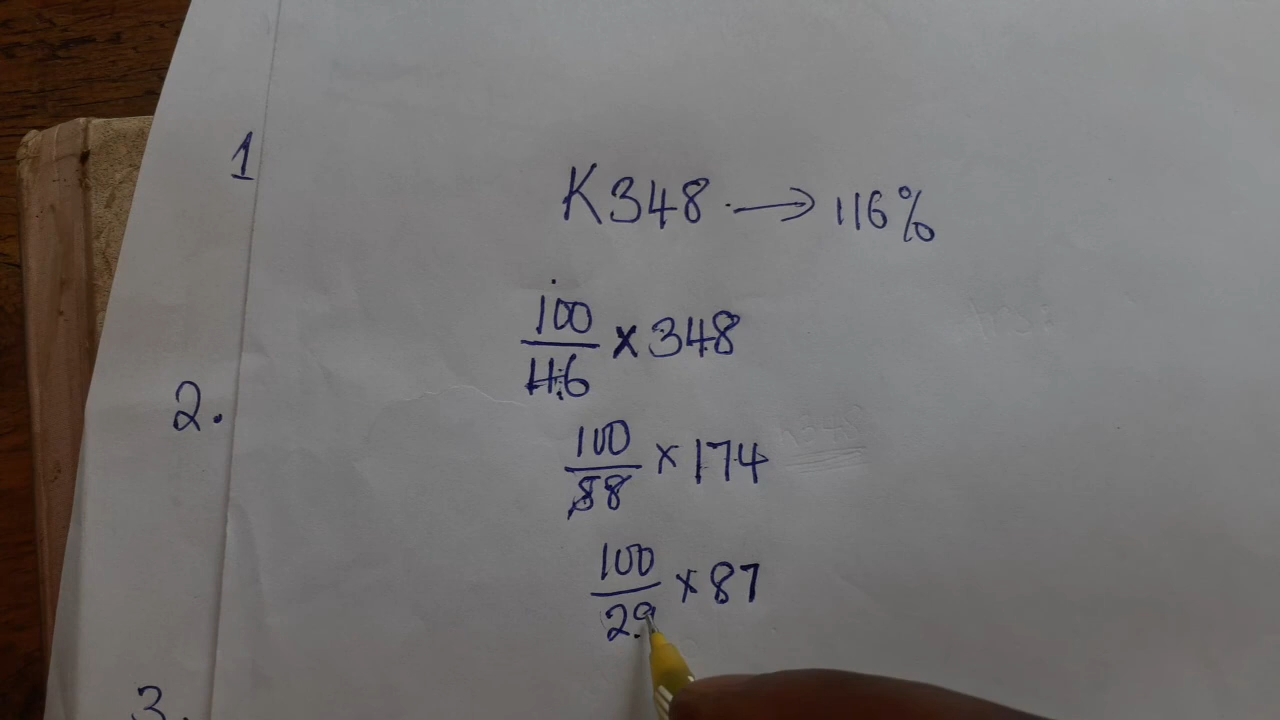 1
K348 → 116%
100/116 × 348
2.
100/58 × 174
100/29 × 87
3.